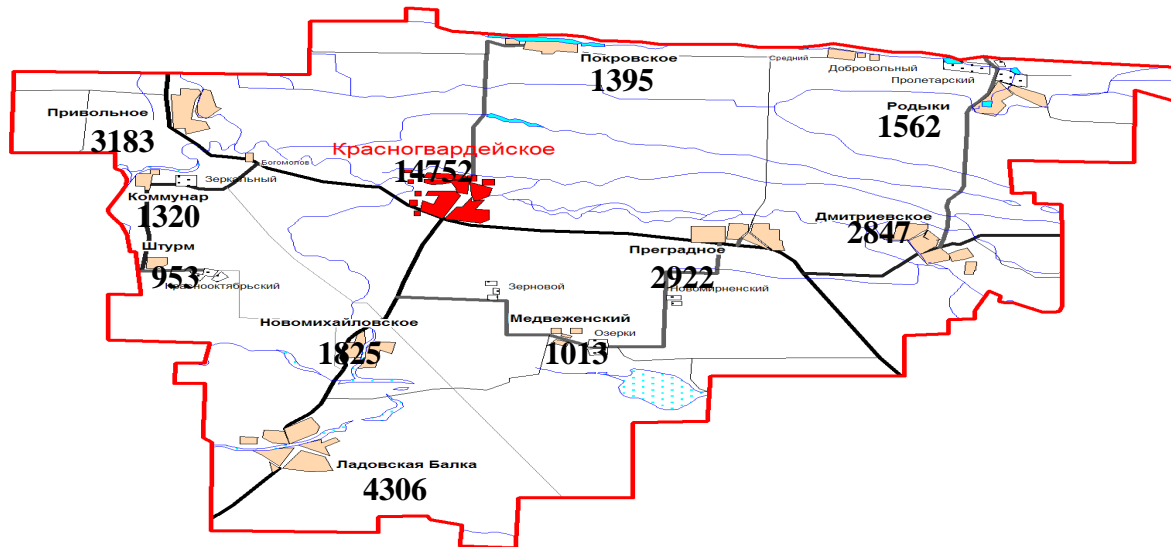 Покровское
1395
Средний
Добровольный
Пролетарский
Родыки
1562
Привольное
3183
Красногвардейское
14752
Богомолов
Зеркальный
Коммунар
1320
Штурм
953
Краснооктябрьский
Дмитриевское
2847
Преградное
2922
Новомирненский
Зерновой
Медвеженский
1013
Озерки
Новомихайловское
1825
Ладовская Балка
4306